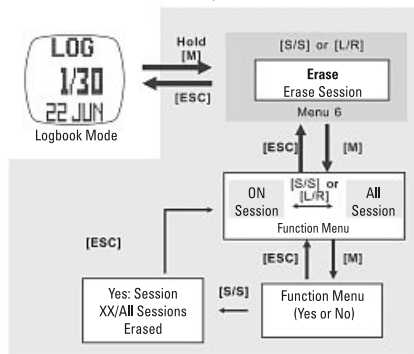 LOG
1/30
22 JUN
Logbook Mode
Hold
[M]
[ESC]
[S/S] or [L/R]
Erase
Erase Session
Menu 6
[ESC]
[M]
ON
Session
[S/S] or
[L/R]
All
Session
Function Menu
[ESC]
[ESC]
[M]
Yes: Session
XX/All Sessions
Erased
[S/S]
Function Menu
(Yes or No)